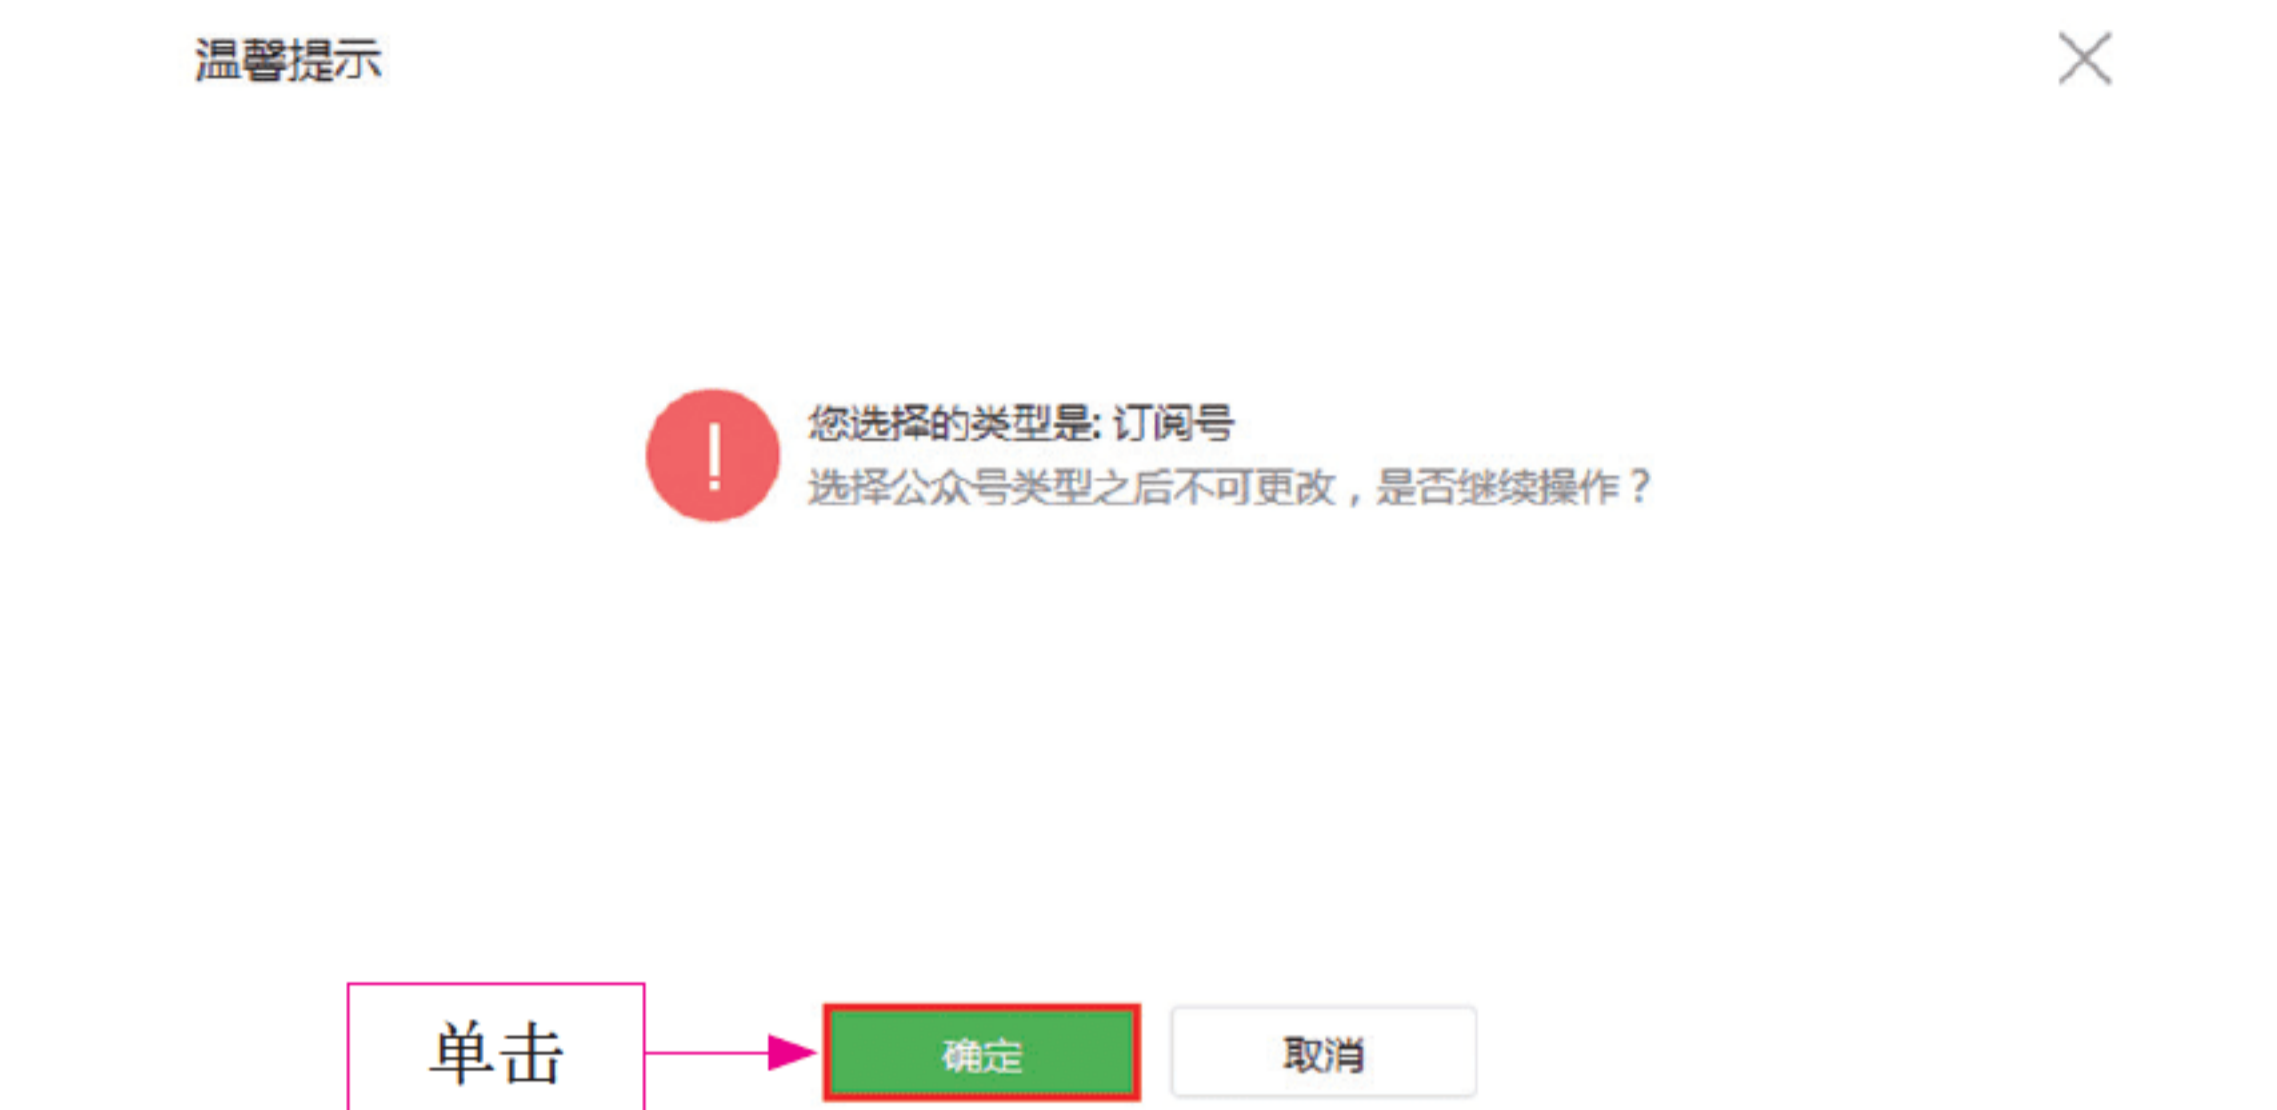 温馨提示
您选择的类型是: 订阅号
选择公众号类型之后不可更改，是否继续操作？
单击
确定
取消